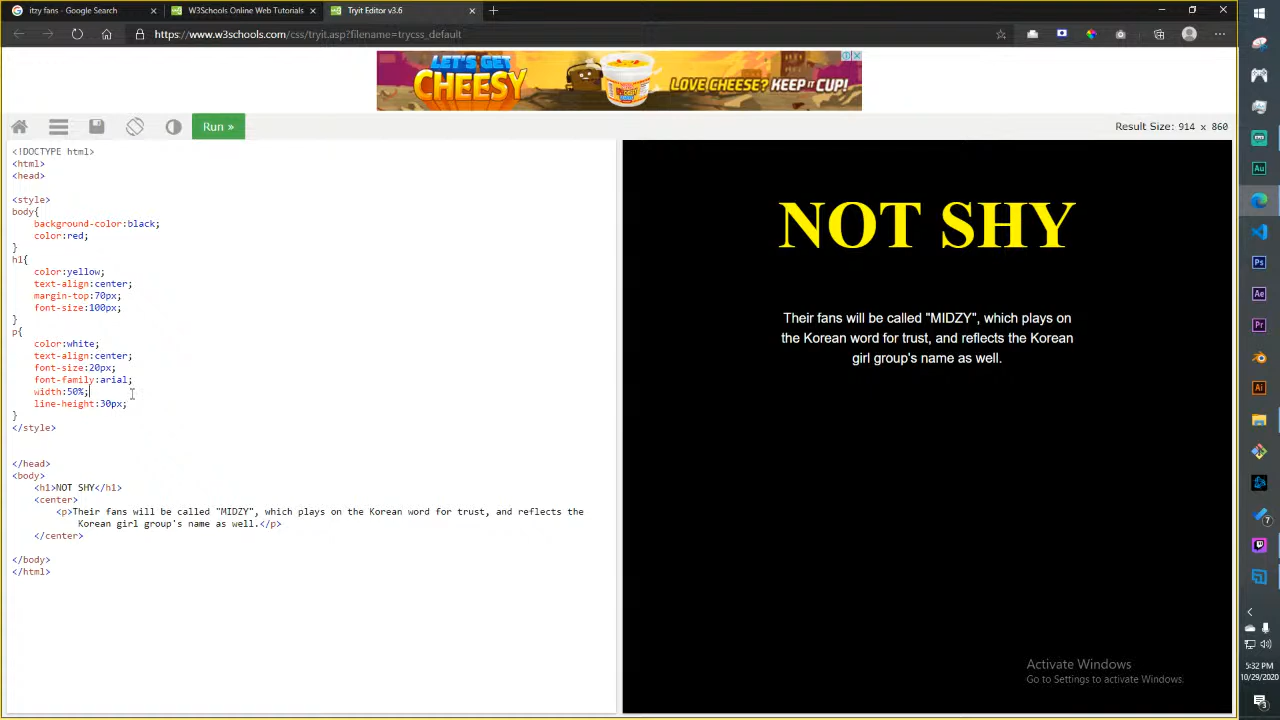 itzy fans - Google Search
W3Schools Online Web Tutorials
Tryit Editor v3.6
https://www.w3schools.com/css/tryit.asp?filename=trycss_default
LET'S GET
CHEESY
LOVE CHEESE? KEEP IT CUP!
Run »
Result Size: 914 x 860
<!DOCTYPE html>
<html>
<head>
<style>
body{
background-color:black;
color:red;
}
h1{
color:yellow;
text-align:center;
margin-top:70px;
font-size:100px;
}
p{
color:white;
text-align:center;
font-size:20px;
font-family:arial;
width:50%;
line-height:30px;
}
</style>
</head>
<body>
<h1>NOT SHY</h1>
<center>
<p>Their fans will be called "MIDZY", which plays on the Korean word for trust, and reflects the
Korean girl group's name as well.</p>
</center>
</body>
</html>
NOT SHY
Their fans will be called "MIDZY", which plays on
the Korean word for trust, and reflects the Korean
girl group's name as well.
Activate Windows
Go to Settings to activate Windows.
Au
Ps
Ae
Pr
Ai
7
5:32 PM
10/29/2020
3